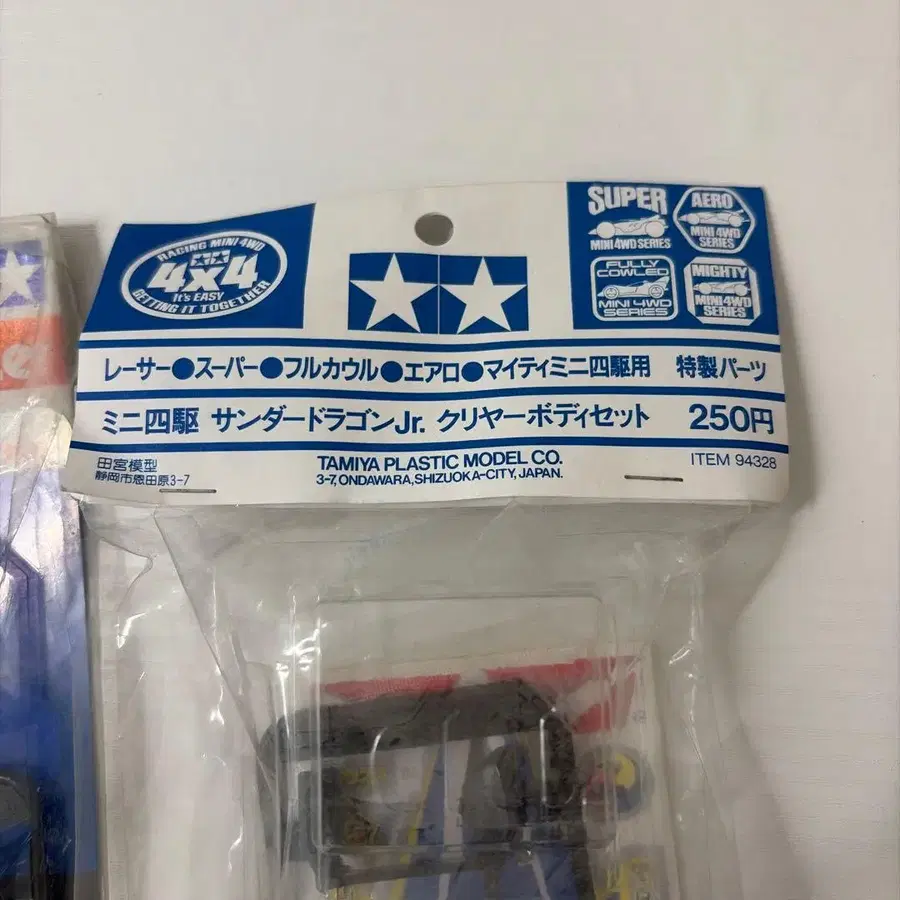 RACING MINI 4WD
4x4
It's EASY
GETTING IT TOGETHER
SUPER
MINI 4WD SERIES
AERO
MINI 4WD
SERIES
FULLY
COWLED
MINI 4WD
SERIES
MIGHTY
MINI 4WD
SERIES
レーサー●スーパー●フルカウル●エアロ●マイティミニ四駆用 特製パーツ
ミニ四駆 サンダードラゴンJr. クリヤーボディセット 250円
田宮模型
静岡市恩田原3-7
TAMIYA PLASTIC MODEL CO.
3-7, ONDAWARA, SHIZUOKA-CITY, JAPAN.
ITEM 94328